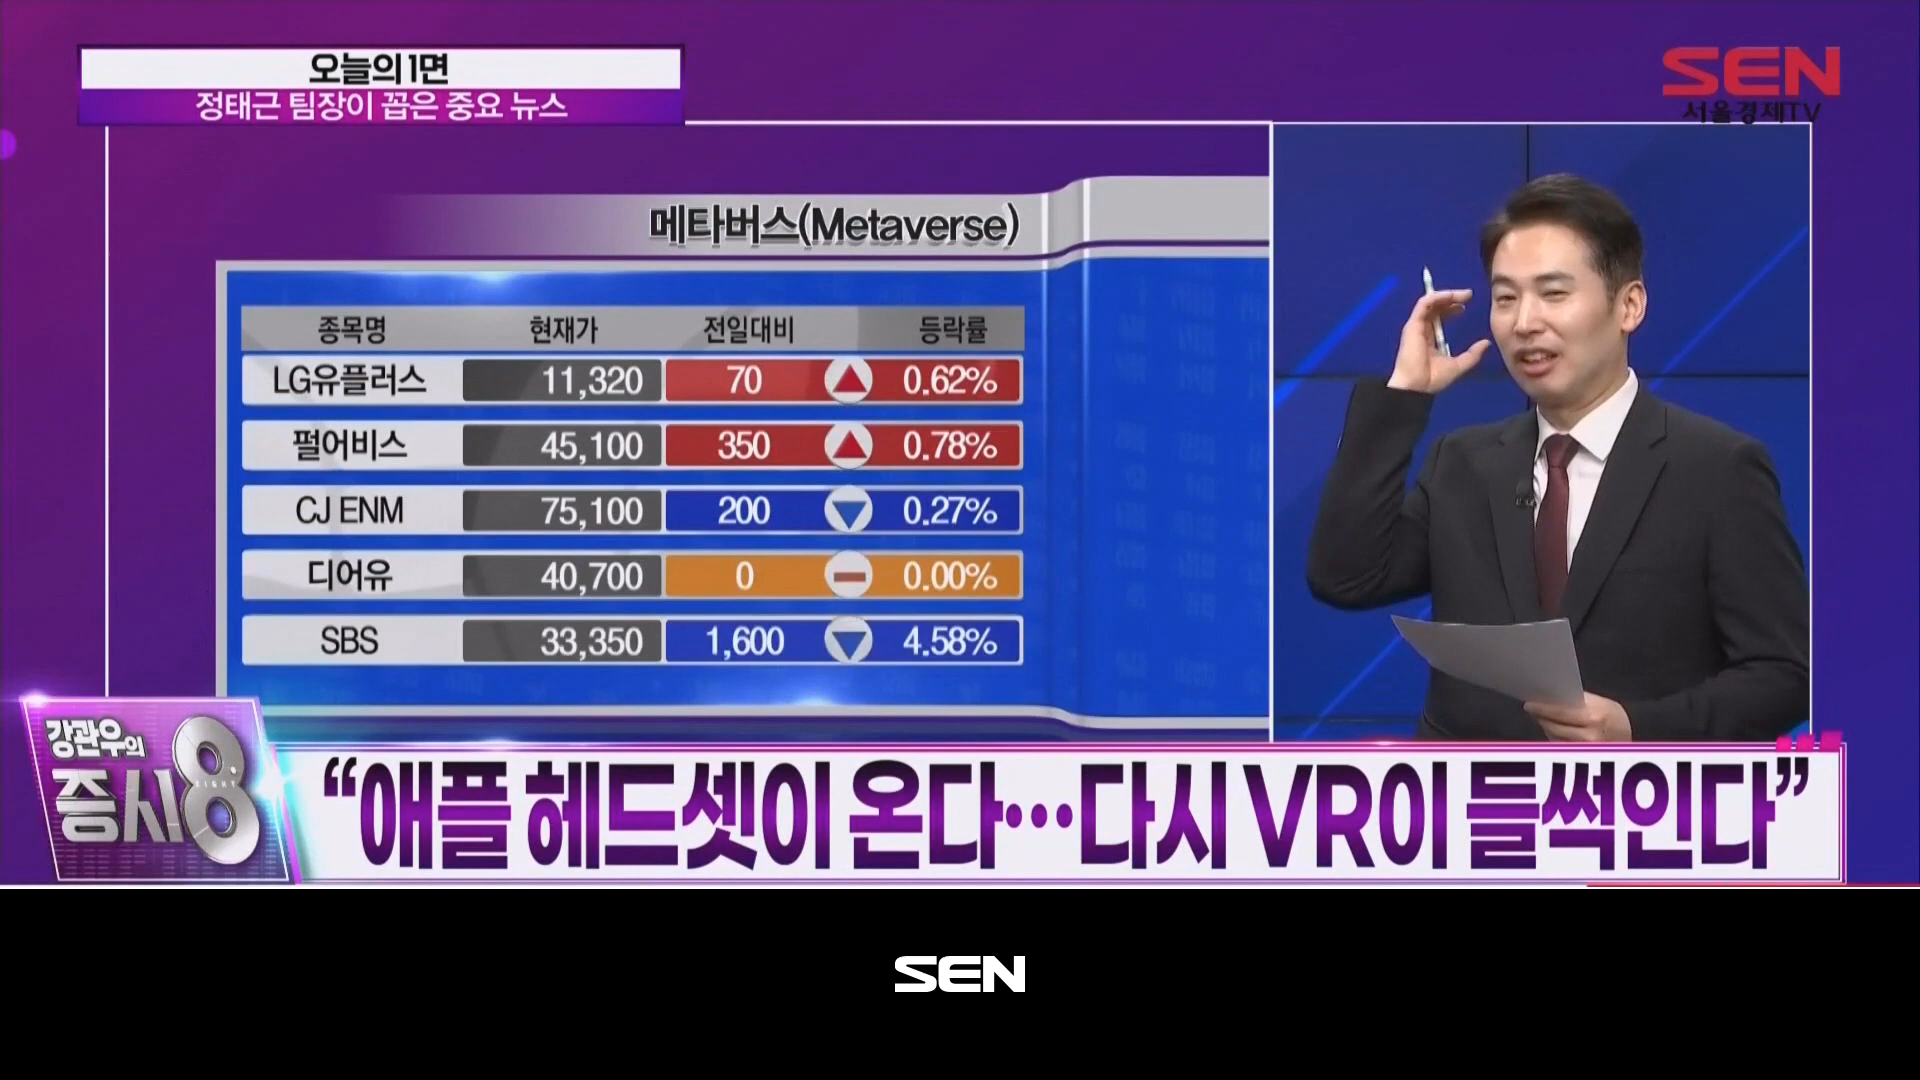 오늘의 1면
정태근 팀장이 꼽은 중요 뉴스
SEN
서울경제TV
메타버스(Metaverse)
종목명 현재가 전일대비 등락률
LG유플러스 11,320 70 ▲ 0.62%
펄어비스 45,100 350 ▲ 0.78%
CJ ENM 75,100 200 ▼ 0.27%
디어유 40,700 0 － 0.00%
SBS 33,350 1,600 ▼ 4.58%
강관우의
증시8
EIGHT
“애플 헤드셋이 온다…다시 VR이 들썩인다”
SEN